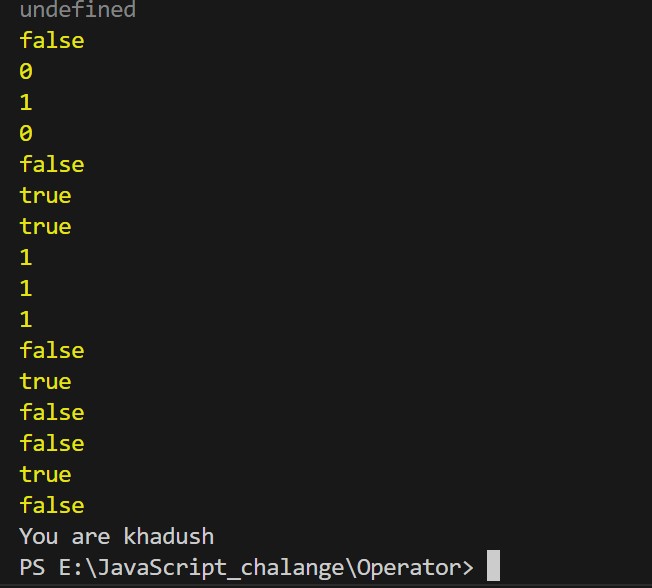 undefined
false
0
1
0
false
true
true
1
1
1
false
true
false
false
true
false
You are khadush
PS E:\JavaScript_chalange\Operator>